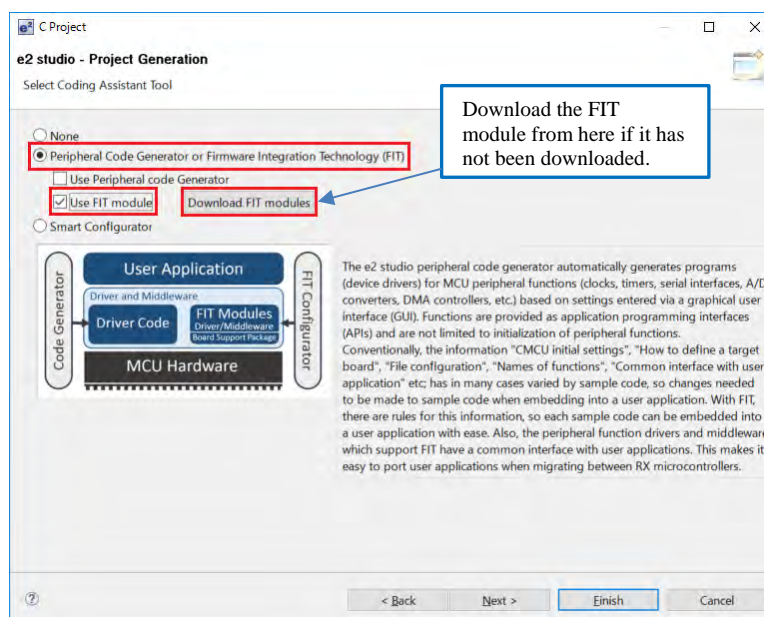 e² C Project
e2 studio - Project Generation
Select Coding Assistant Tool
Download the FIT
module from here if it has
not been downloaded.
None
Peripheral Code Generator or Firmware Integration Technology (FIT)
Use Peripheral code Generator
Use FIT module
Download FIT modules
Smart Configurator
Code Generator
User Application
Driver and Middleware
Driver Code
FIT Modules
Driver/Middleware
Board Support Package
MCU Hardware
FIT Configurator
The e2 studio peripheral code generator automatically generates programs
(device drivers) for MCU peripheral functions (clocks, timers, serial interfaces, A/D
converters, DMA controllers, etc.) based on settings entered via a graphical user
interface (GUI). Functions are provided as application programming interfaces
(APIs) and are not limited to initialization of peripheral functions.
Conventionally, the information "CMCU initial settings", "How to define a target
board", "File configuration", "Names of functions", "Common interface with user
application" etc; has in many cases varied by sample code, so changes needed
to be made to sample code when embedding into a user application. With FIT,
there are rules for this information, so each sample code can be embedded into
a user application with ease. Also, the peripheral function drivers and middleware
which support FIT have a common interface with user applications. This makes it
easy to port user applications when migrating between RX microcontrollers.
?
< Back
Next >
Finish
Cancel